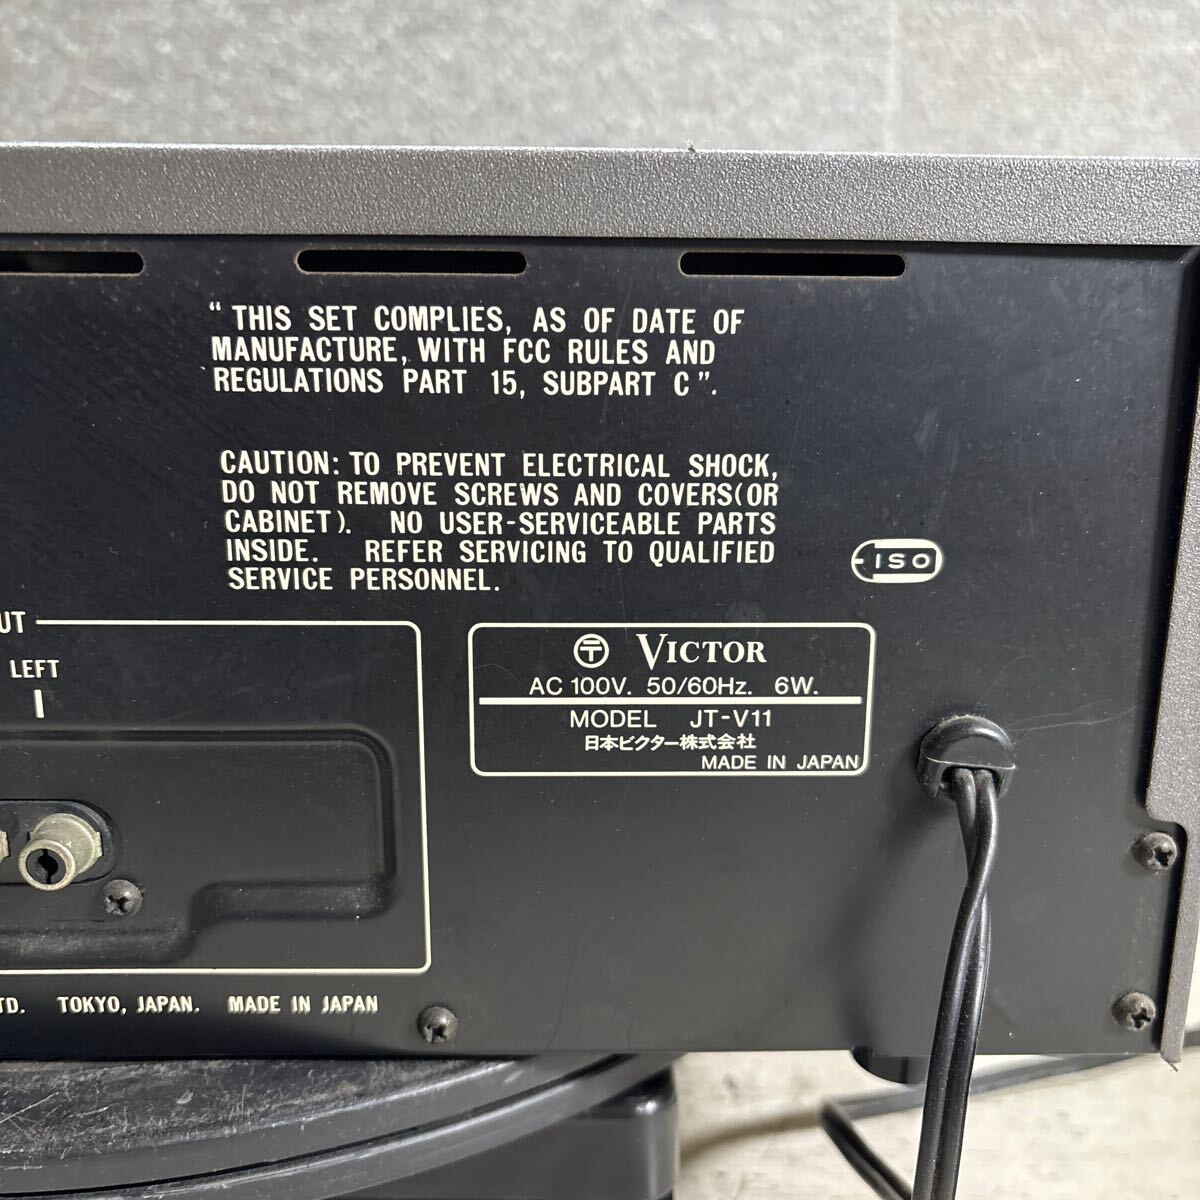 “ THIS SET COMPLIES, AS OF DATE OF
MANUFACTURE, WITH FCC RULES AND
REGULATIONS PART 15, SUBPART C ”.
CAUTION: TO PREVENT ELECTRICAL SHOCK,
DO NOT REMOVE SCREWS AND COVERS(OR
CABINET). NO USER-SERVICEABLE PARTS
INSIDE. REFER SERVICING TO QUALIFIED
SERVICE PERSONNEL.
ISO
UT
LEFT
〒 VICTOR
AC 100V. 50/60Hz. 6W.
MODEL JT-V11
日本ビクター株式会社
MADE IN JAPAN
TD. TOKYO, JAPAN. MADE IN JAPAN